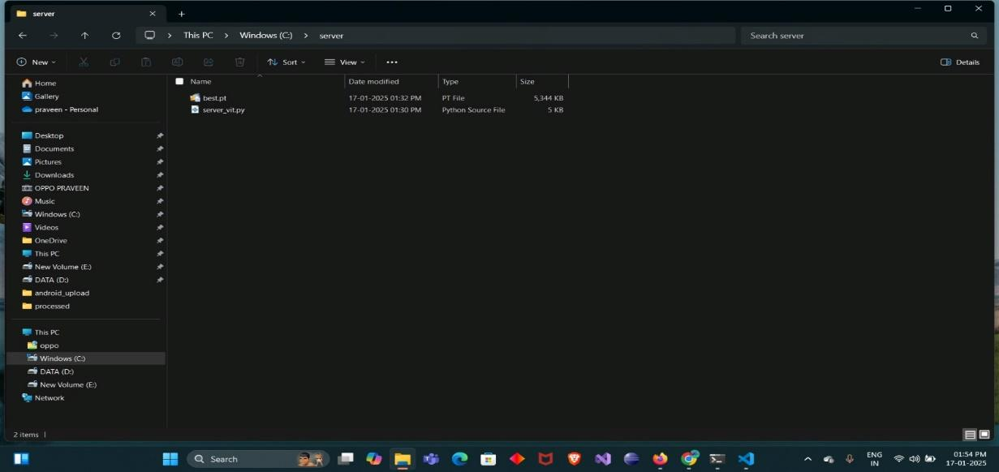 server
This PC > Windows (C:) > server
Search server
New
Sort
View
Details
Home
Gallery
praveen - Personal
Desktop
Documents
Pictures
Downloads
OPPO PRAVEEN
Music
Windows (C:)
Videos
OneDrive
This PC
New Volume (E:)
DATA (D:)
android_upload
processed
This PC
oppo
Windows (C:)
DATA (D:)
New Volume (E:)
Network
Name Date modified Type Size
best.pt 17-01-2025 01:32 PM PT File 5,344 KB
server_vit.py 17-01-2025 01:30 PM Python Source File 5 KB
2 items
Search
ENG
IN
01:54 PM
17-01-2025